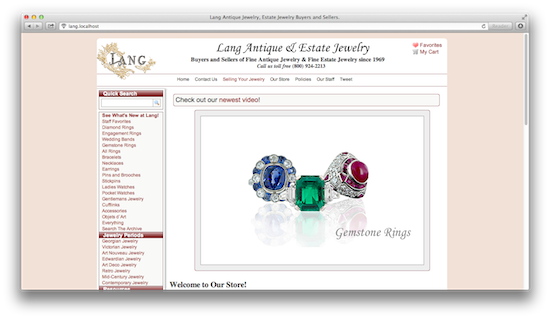 Lang Antique Jewelry, Estate Jewelry Buyers and Sellers.
lang.localhost
Reader
LANG
Lang Antique & Estate Jewelry
Buyers and Sellers of Fine Antique Jewelry & Fine Estate Jewelry since 1969
Call us toll free (800) 924-2213
Favorites
My Cart
Home Contact Us Selling Your Jewelry Our Store Policies Our Staff Tweet
Quick Search
Check out our newest video!
See What's New at Lang!
Staff Favorites
Diamond Rings
Engagement Rings
Wedding Bands
Gemstone Rings
All Rings
Bracelets
Necklaces
Earrings
Pins and Brooches
Stickpins
Ladies Watches
Pocket Watches
Gentlemens Jewelry
Cufflinks
Accessories
Objets d'Art
Everything
Search The Archive
Jewelry Periods
Georgian Jewelry
Victorian Jewelry
Art Nouveau Jewelry
Edwardian Jewelry
Art Deco Jewelry
Retro Jewelry
Mid-Century Jewelry
Contemporary Jewelry
Gemstone Rings
Welcome to Our Store!